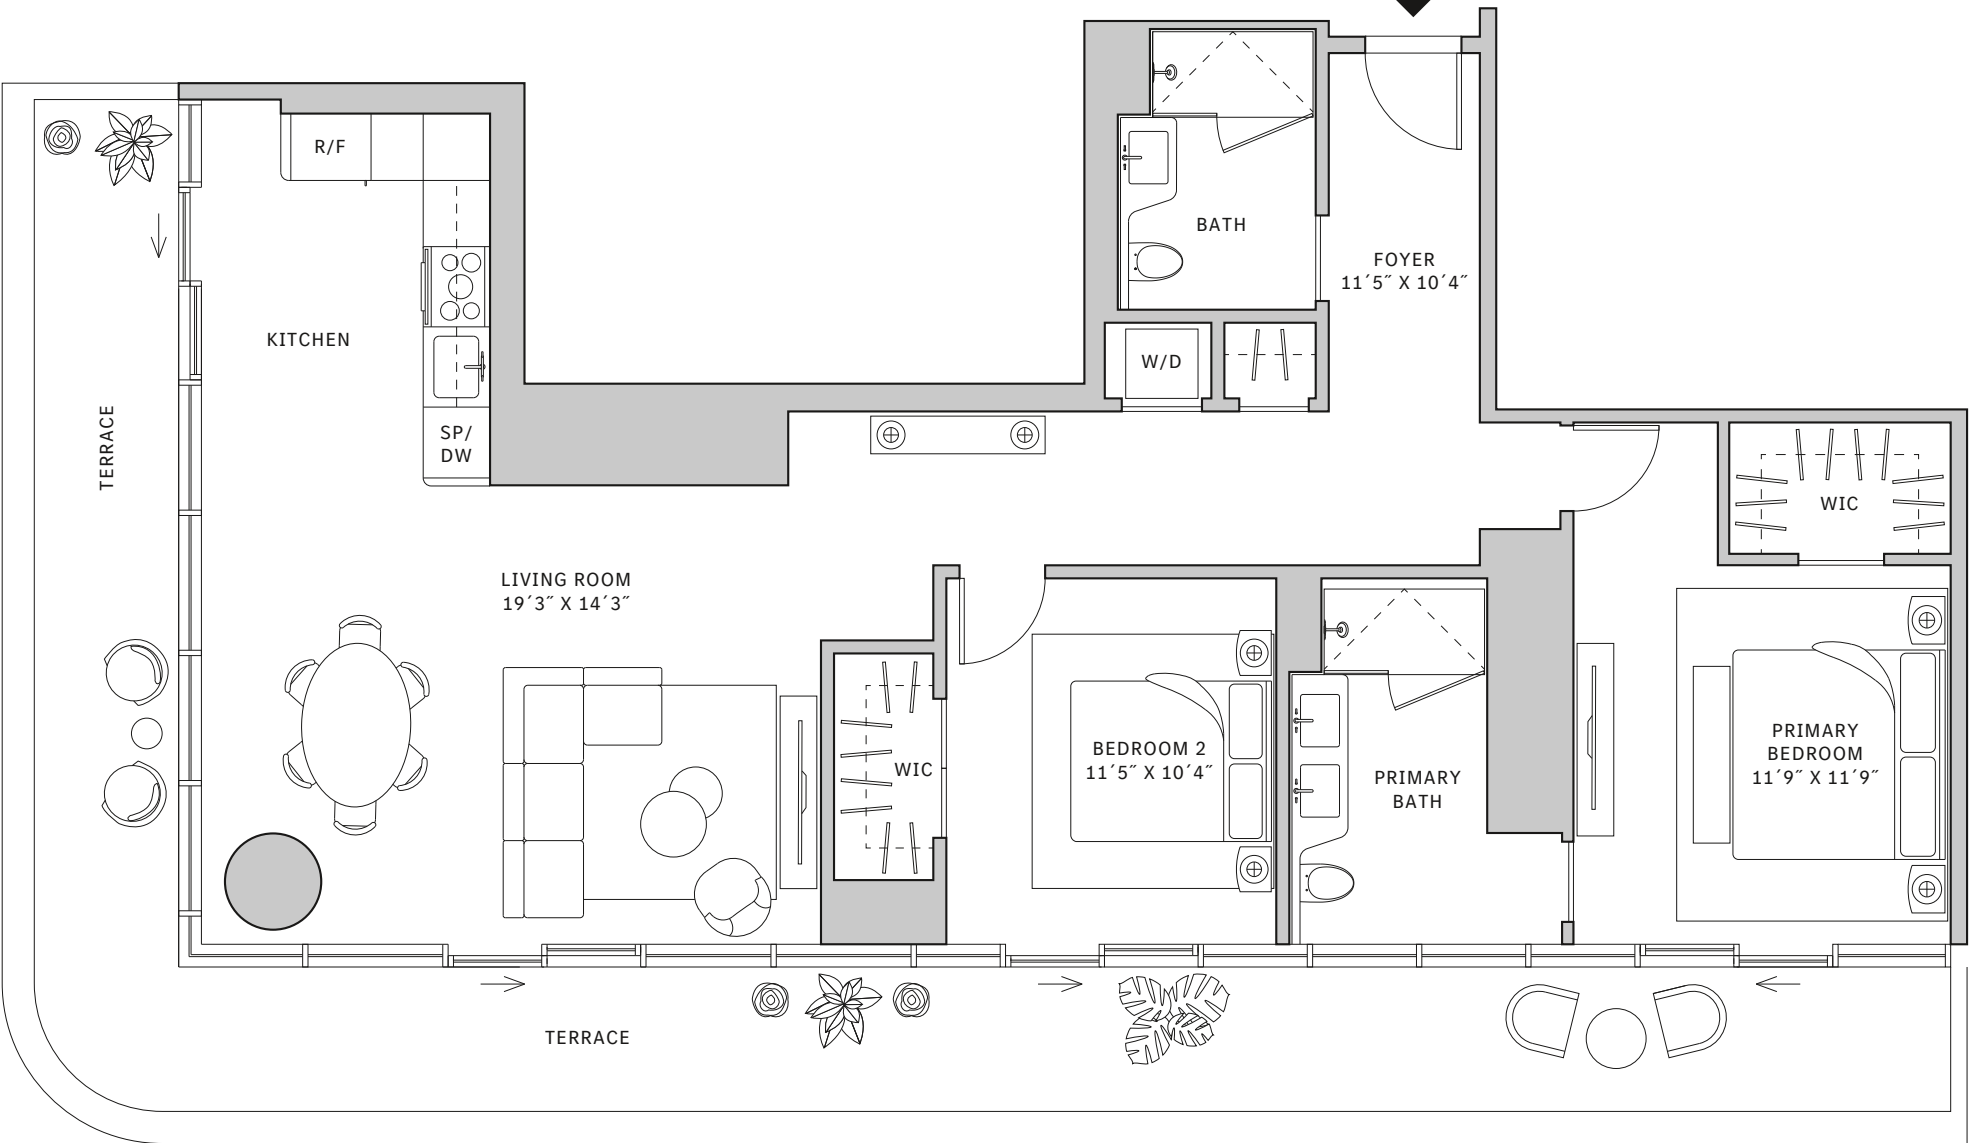 R/F
BATH
FOYER
11´5˝ X 10´4˝
KITCHEN
W/D
TERRACE
SP/
DW
WIC
LIVING ROOM
19´3˝ X 14´3˝
WIC
BEDROOM 2
11´5˝ X 10´4˝
PRIMARY
BATH
PRIMARY
BEDROOM
11´9˝ X 11´9˝
TERRACE